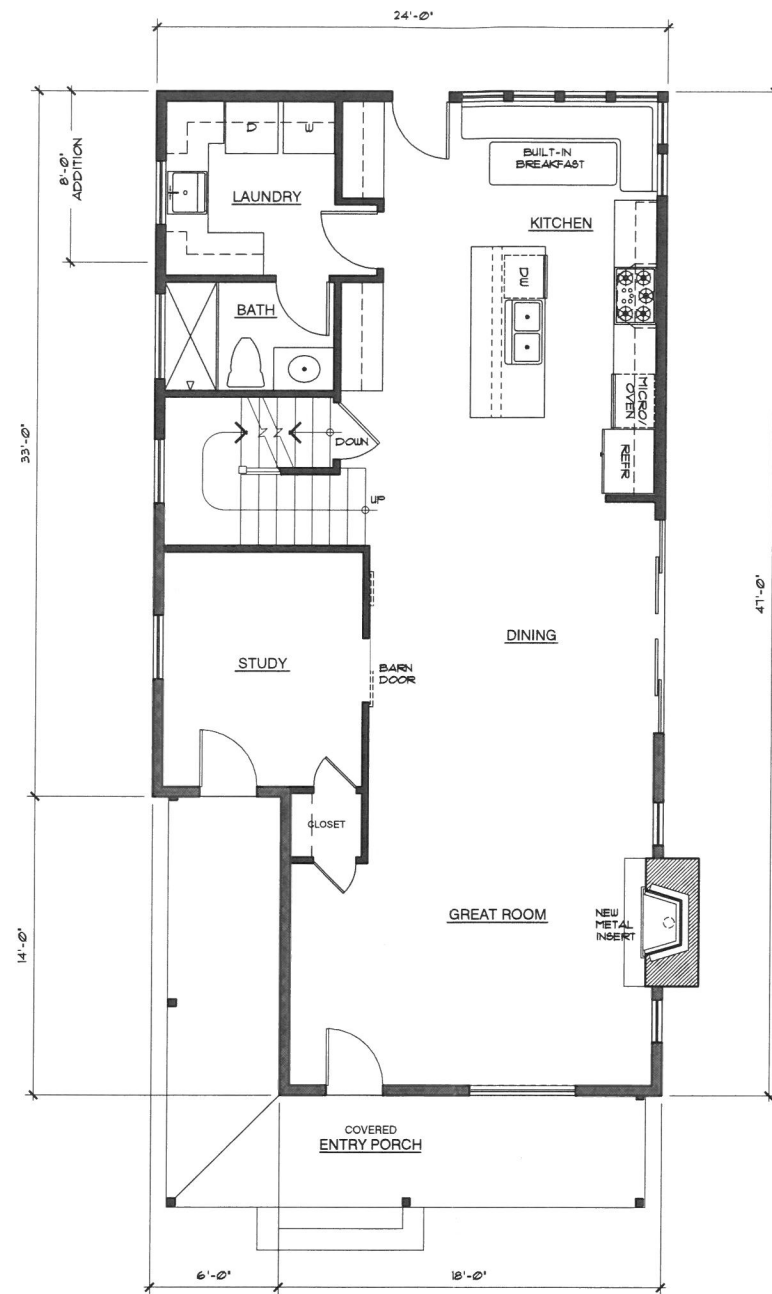 24'-0"
8'-0"
ADDITION
D
W
LAUNDRY
BUILT-IN
BREAKFAST
KITCHEN
DW
BATH
MICRO/
OVEN
REFR
DOWN
UP
33'-0"
47'-0"
STUDY
BARN
DOOR
DINING
CLOSET
GREAT ROOM
NEW
METAL
INSERT
14'-0"
COVERED
ENTRY PORCH
6'-0"
18'-0"